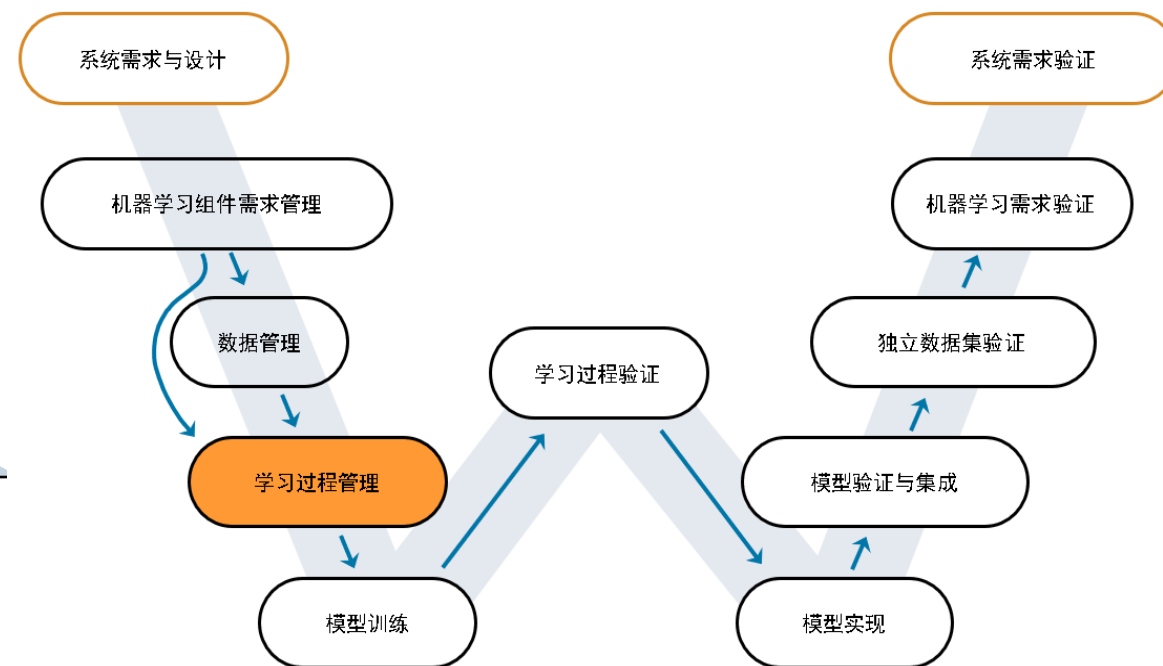 系统需求与设计
系统需求验证
机器学习组件需求管理
机器学习需求验证
数据管理
独立数据集验证
学习过程验证
学习过程管理
模型验证与集成
模型训练
模型实现